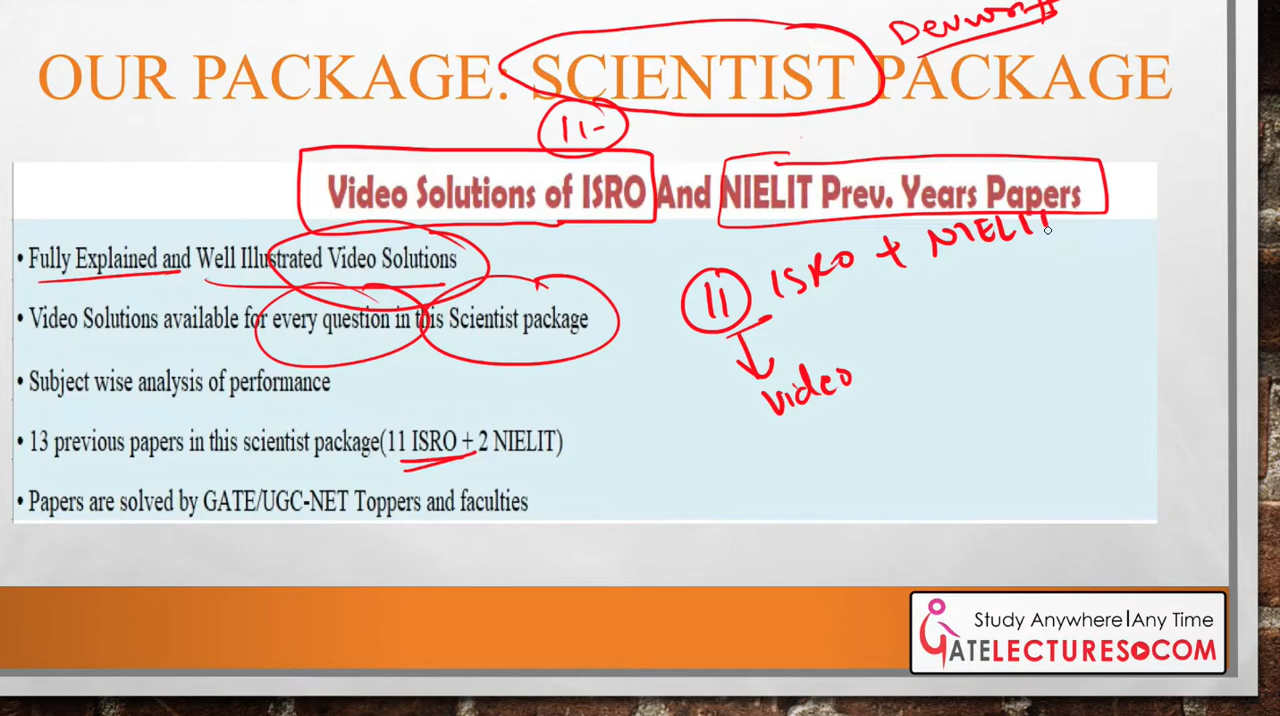 OUR PACKAGE. SCIENTIST PACKAGE
11-
Video Solutions of ISRO And NIELIT Prev. Years Papers
• Fully Explained and Well Illustrated Video Solutions
11 ISRO + NIELIT
• Video Solutions available for every question in this Scientist package
Video
• Subject wise analysis of performance
• 13 previous papers in this scientist package(11 ISRO + 2 NIELIT)
• Papers are solved by GATE/UGC-NET Toppers and faculties
Study Anywhere|Any Time
GATELECTURES.COM